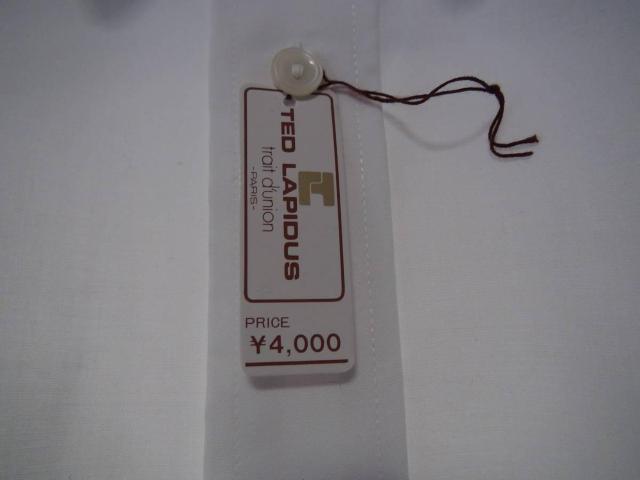 TED LAPIDUS
trait d'union
-PARIS-
PRICE
¥4,000